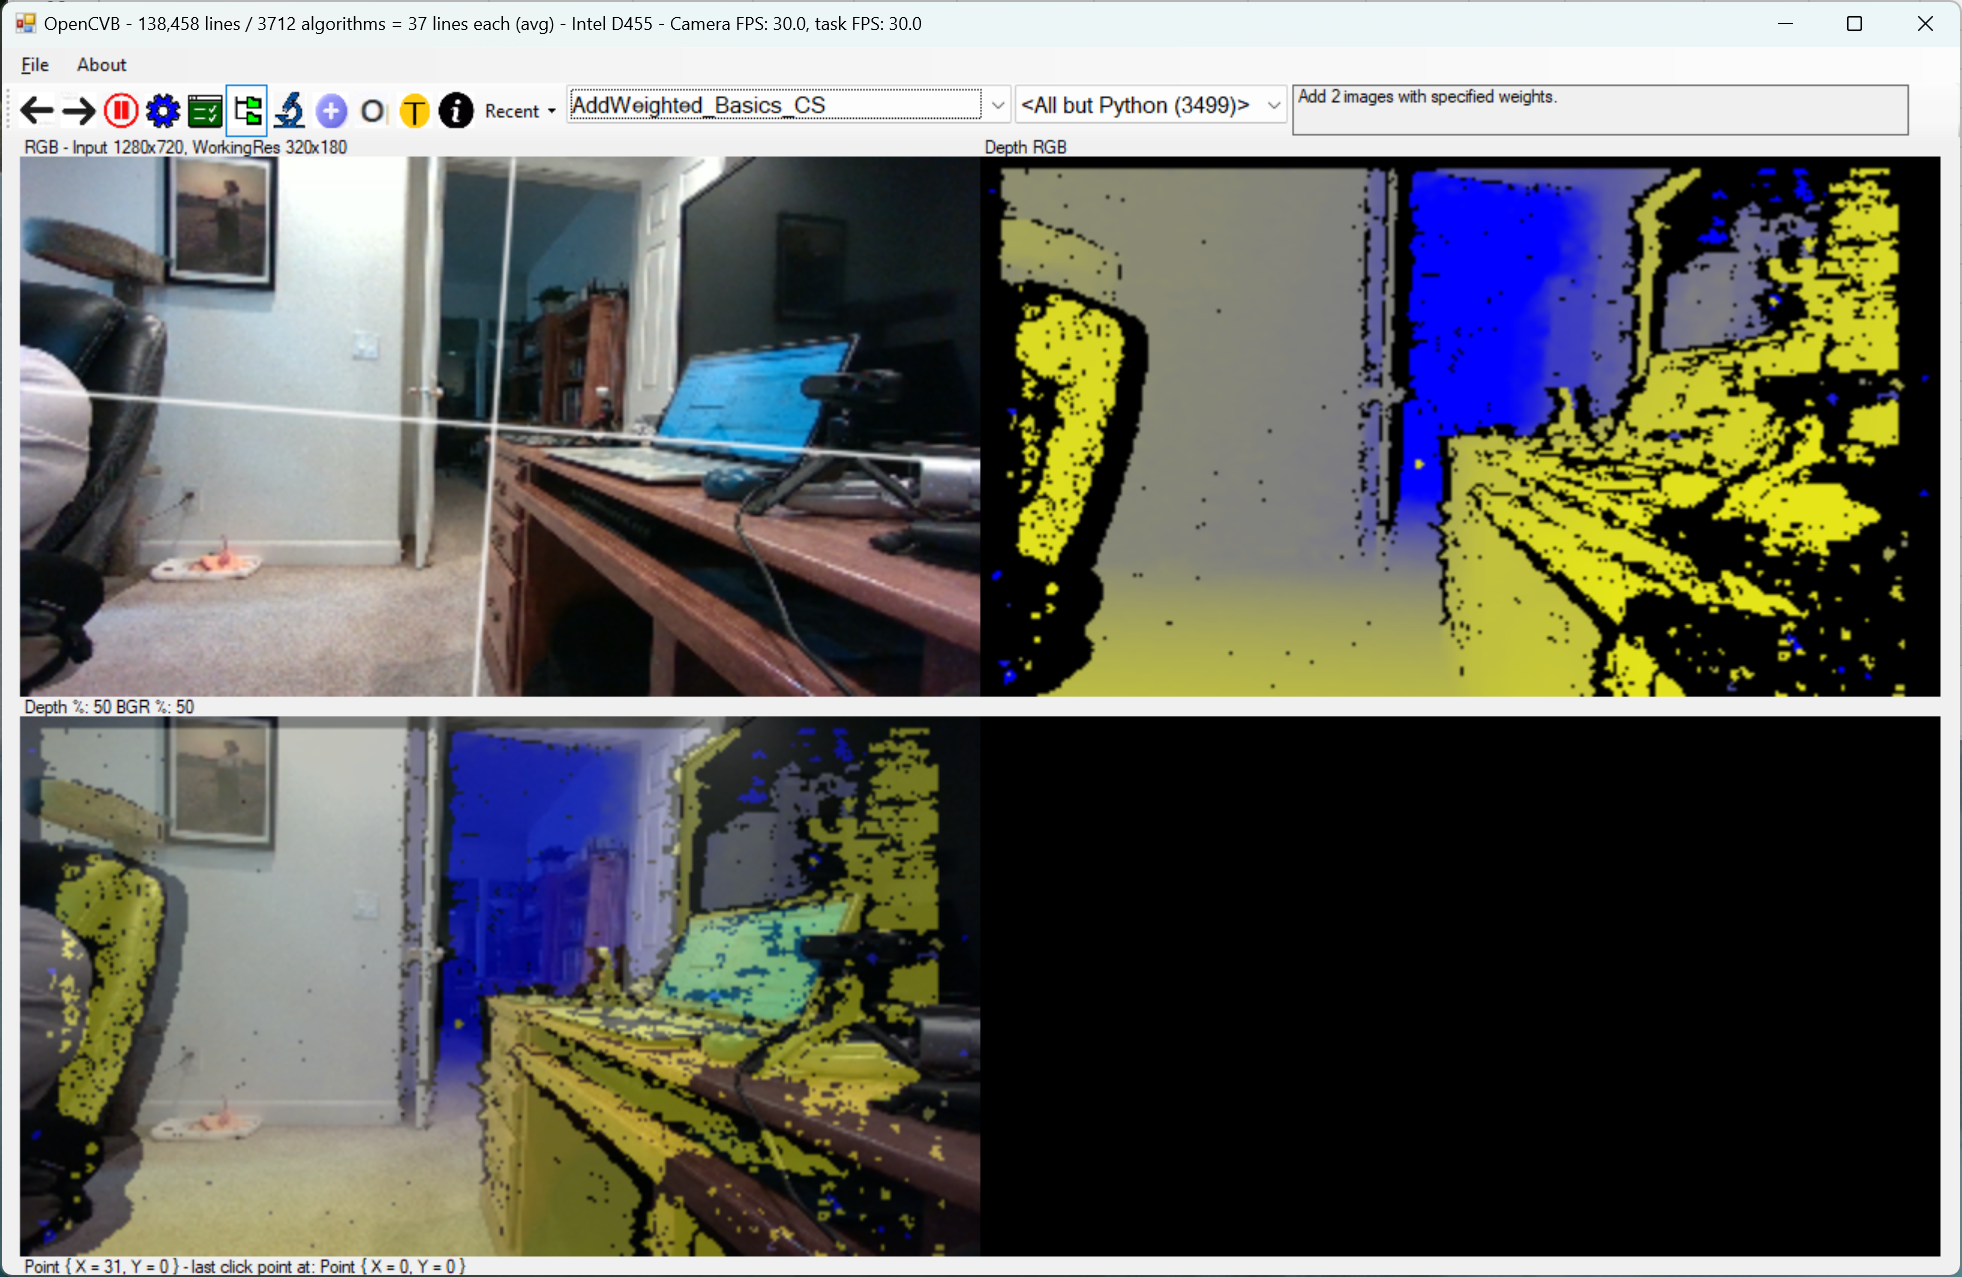 OpenCVB - 138,458 lines / 3712 algorithms = 37 lines each (avg) - Intel D455 - Camera FPS: 30.0, task FPS: 30.0
File About
T i Recent AddWeighted_Basics_CS <All but Python (3499)> Add 2 images with specified weights.
RGB - Input 1280x720, WorkingRes 320x180 Depth RGB
Depth %: 50 BGR %: 50
Point { X = 31, Y = 0 } - last click point at: Point { X = 0, Y = 0 }